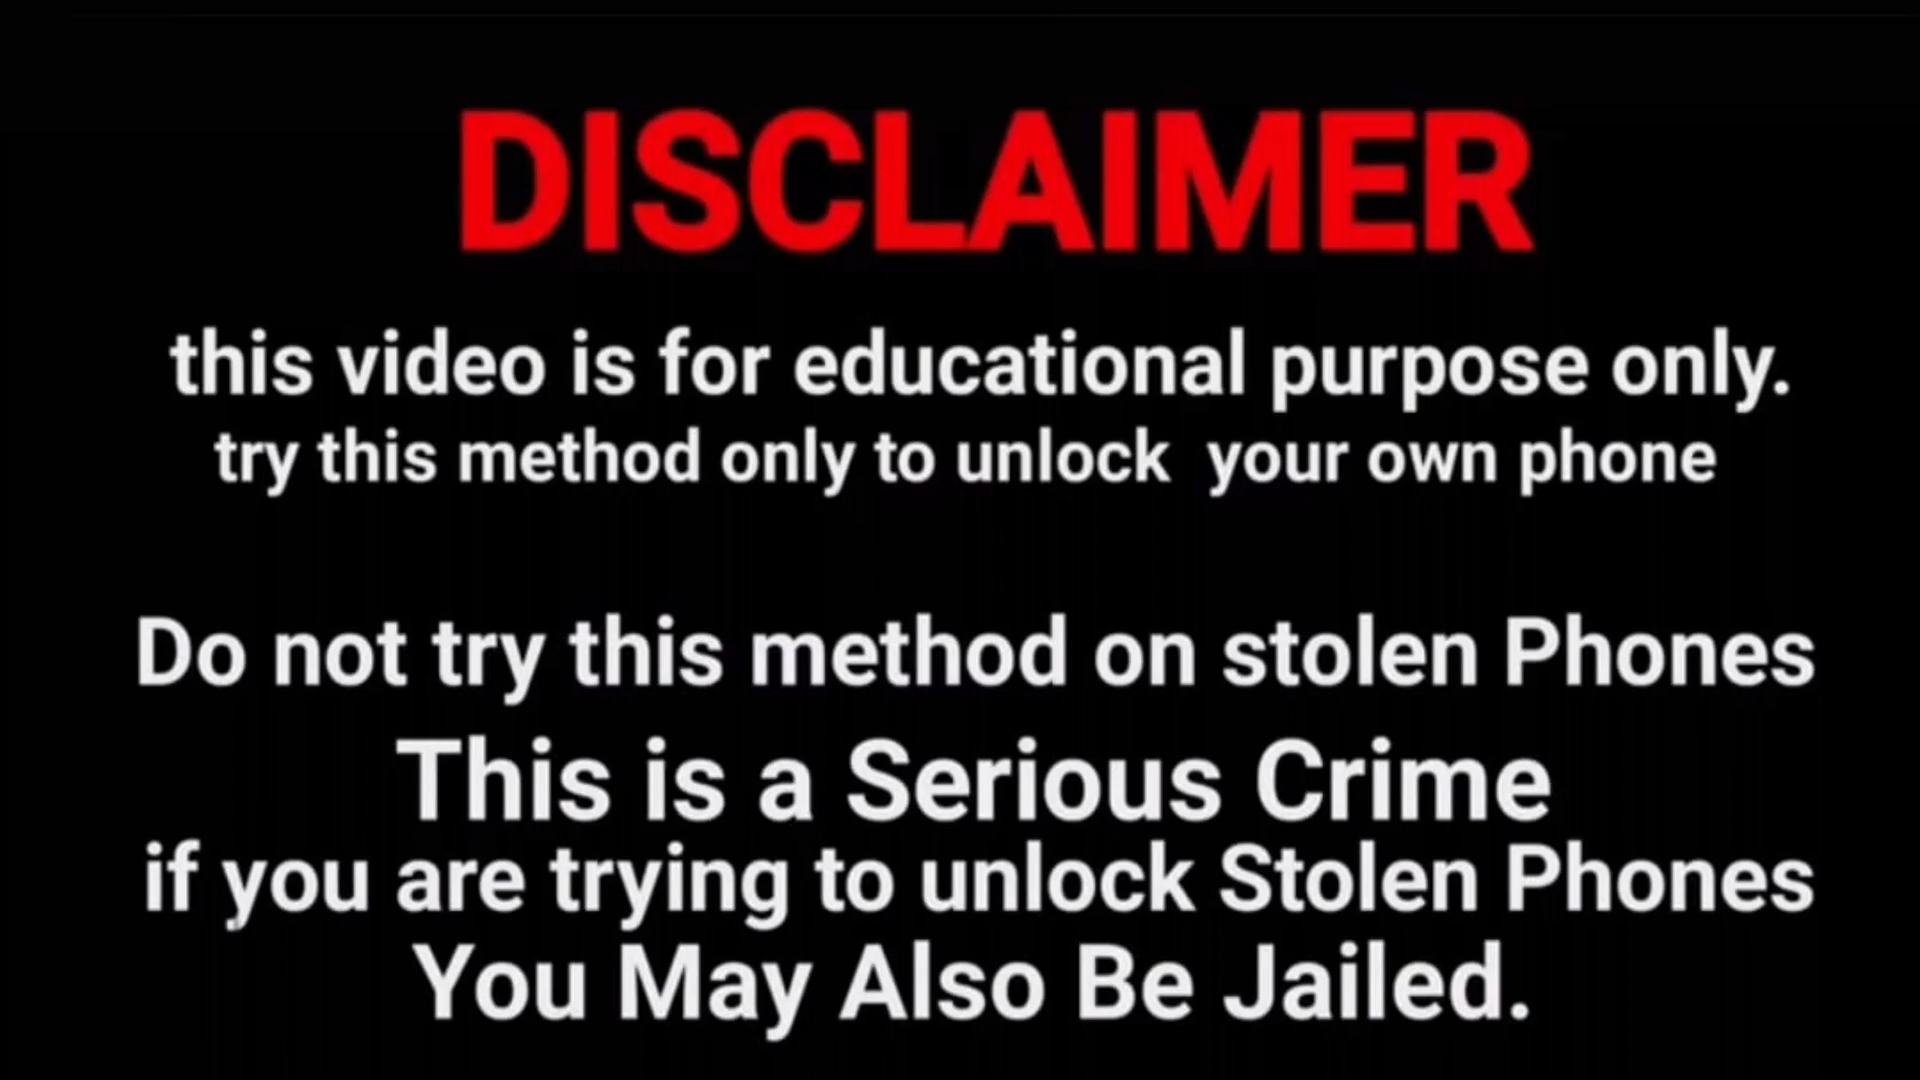 DISCLAIMER
this video is for educational purpose only.
try this method only to unlock your own phone
Do not try this method on stolen Phones
This is a Serious Crime
if you are trying to unlock Stolen Phones
You May Also Be Jailed.